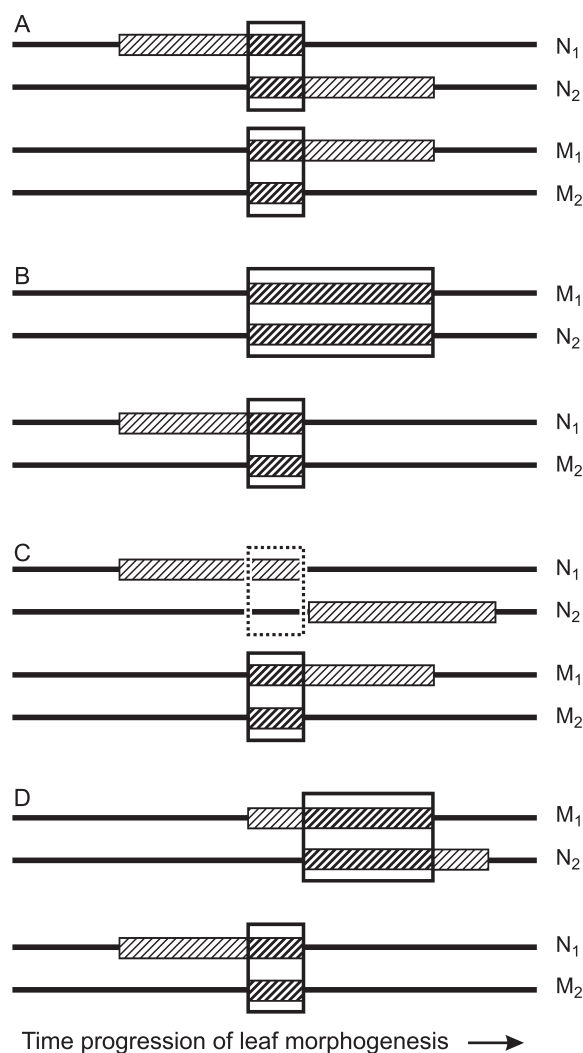 A
N₁
N₂
M₁
M₂
B
M₁
N₂
N₁
M₂
C
N₁
N₂
M₁
M₂
D
M₁
N₂
N₁
M₂
Time progression of leaf morphogenesis